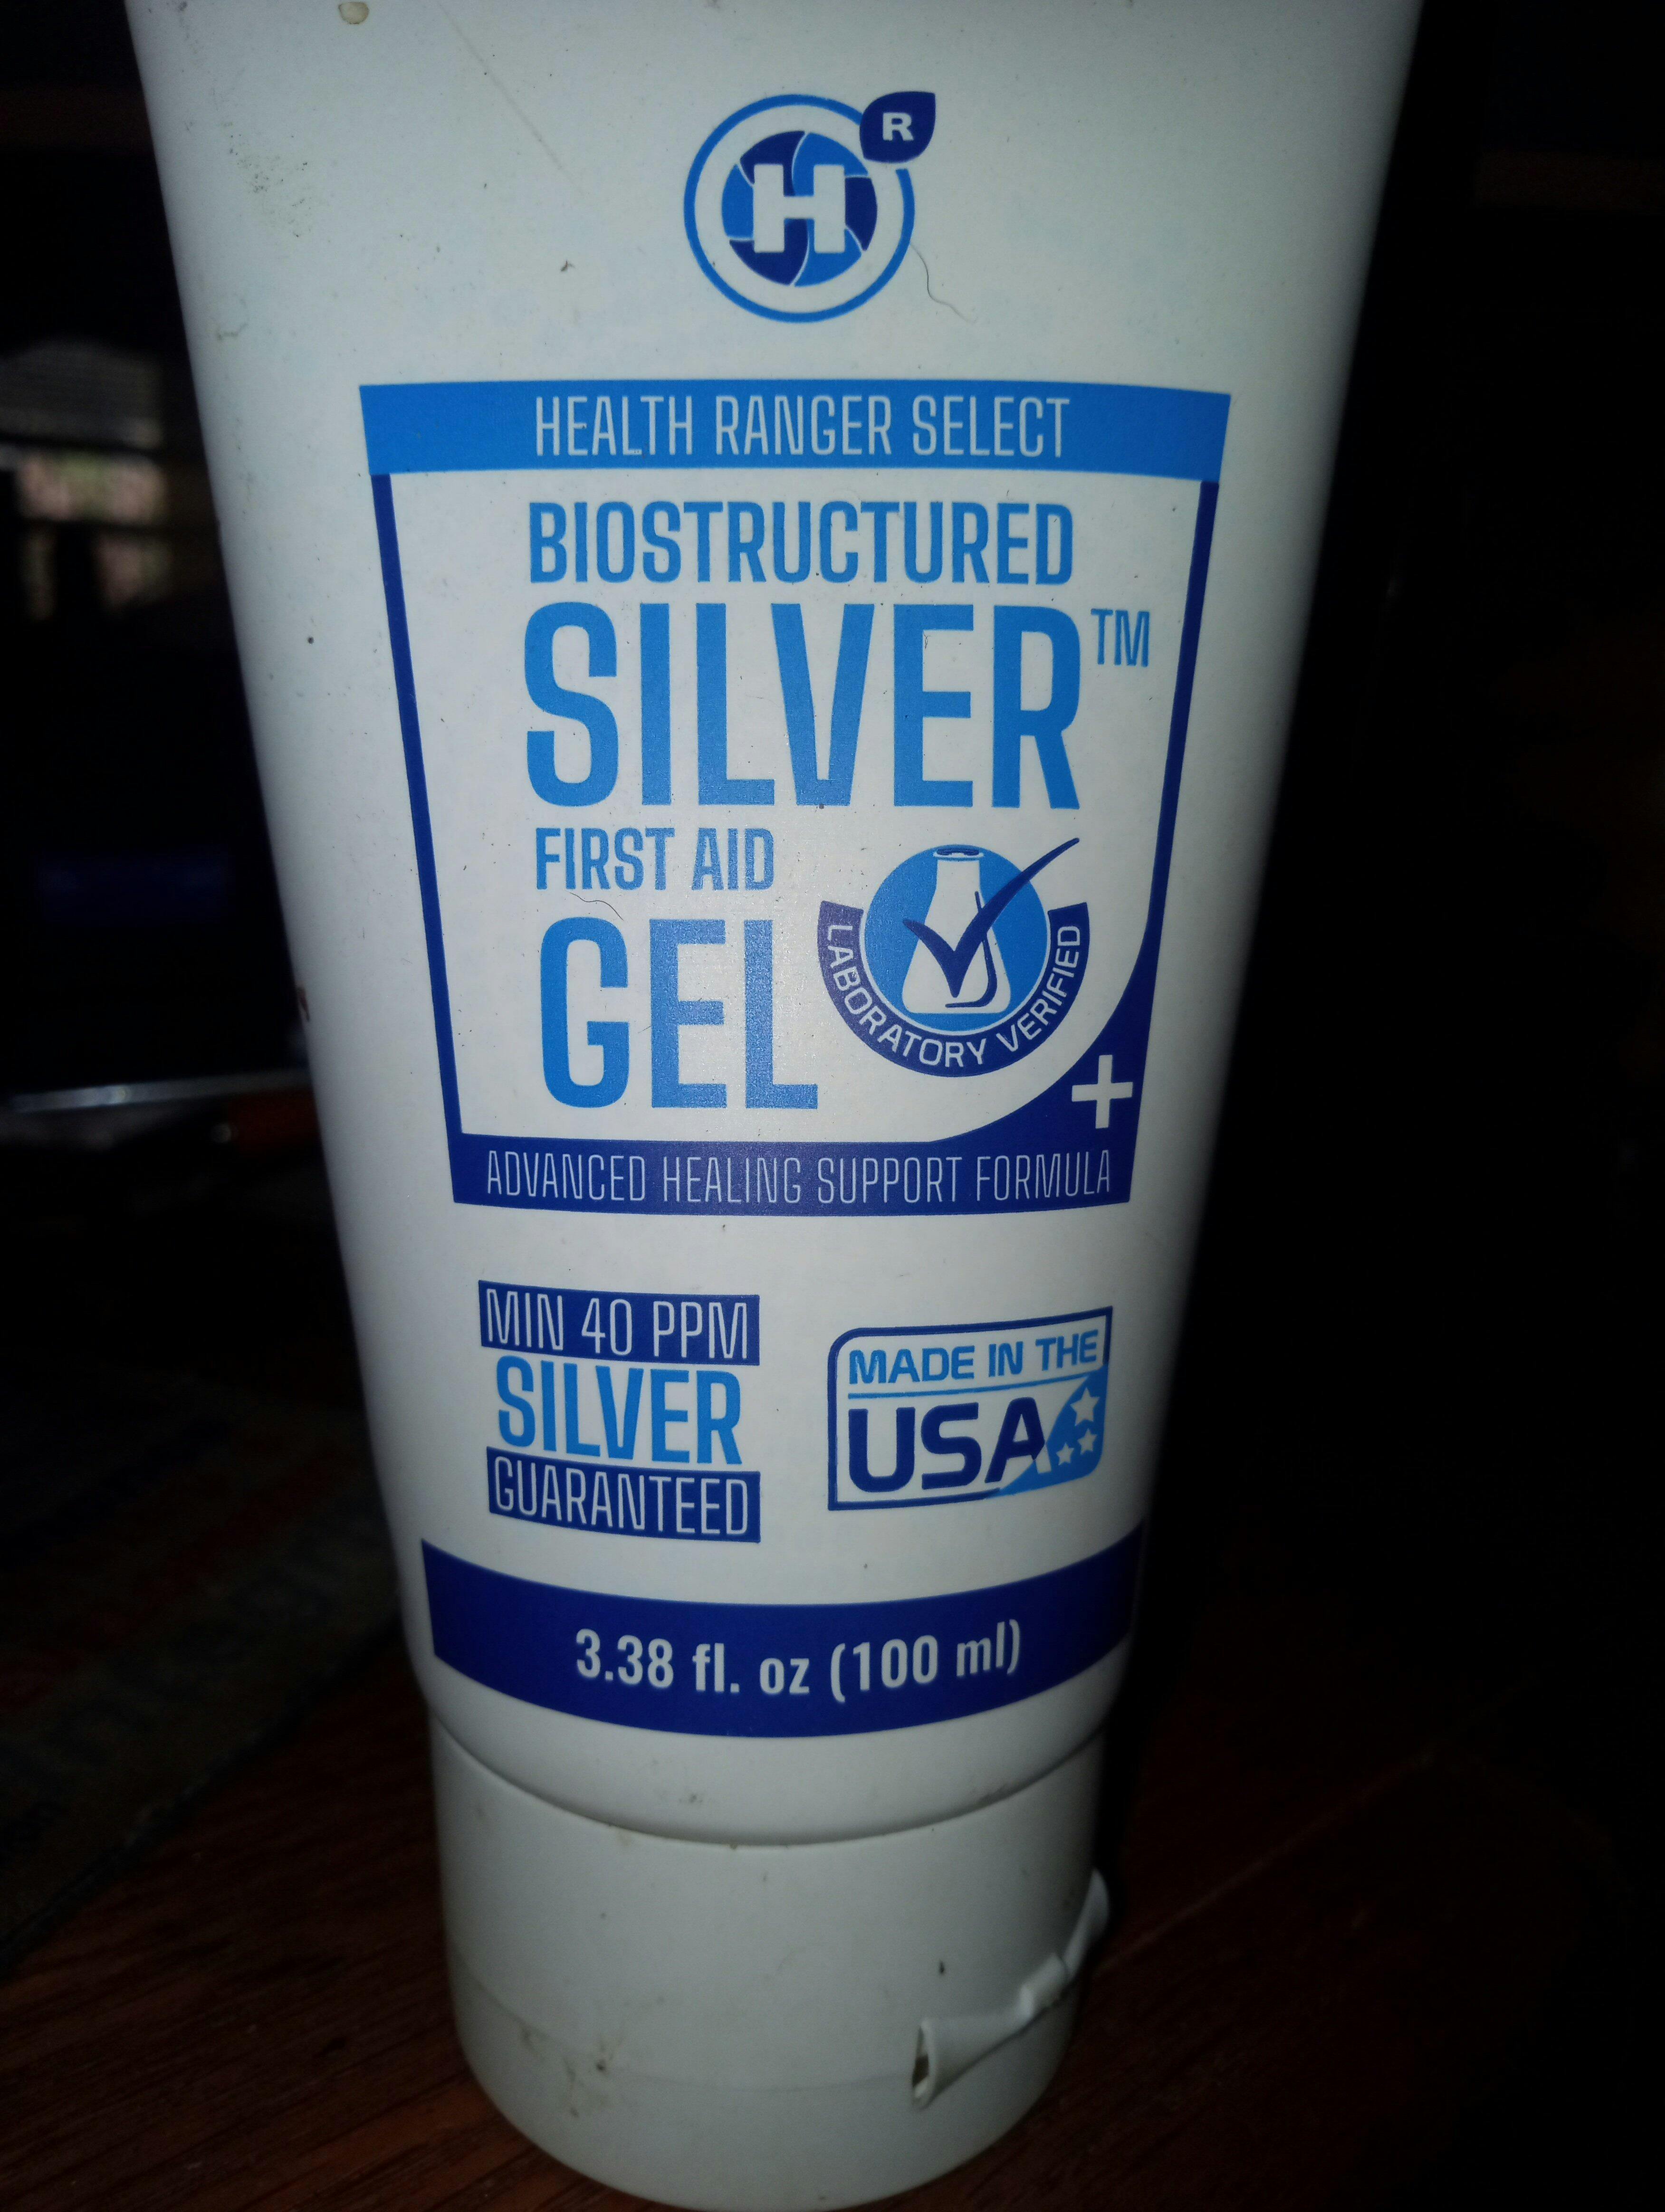 H R
HEALTH RANGER SELECT
BIOSTRUCTURED
SILVER™
FIRST AID
GEL
LABORATORY VERIFIED
+
ADVANCED HEALING SUPPORT FORMULA
MIN 40 PPM
SILVER
GUARANTEED
MADE IN THE
USA
3.38 fl. oz (100 ml)